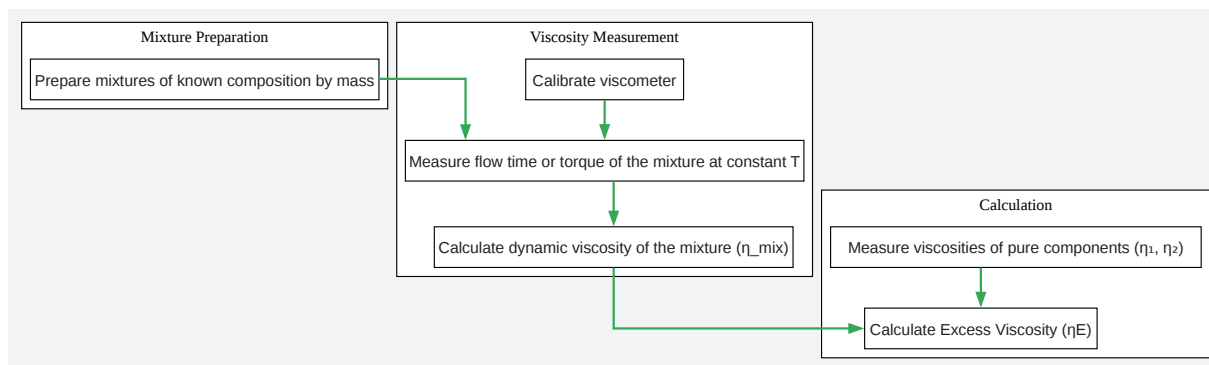 Mixture Preparation
Prepare mixtures of known composition by mass
Viscosity Measurement
Calibrate viscometer
Measure flow time or torque of the mixture at constant T
Calculate dynamic viscosity of the mixture (η_mix)
Calculation
Measure viscosities of pure components (η₁, η₂)
Calculate Excess Viscosity (ηE)